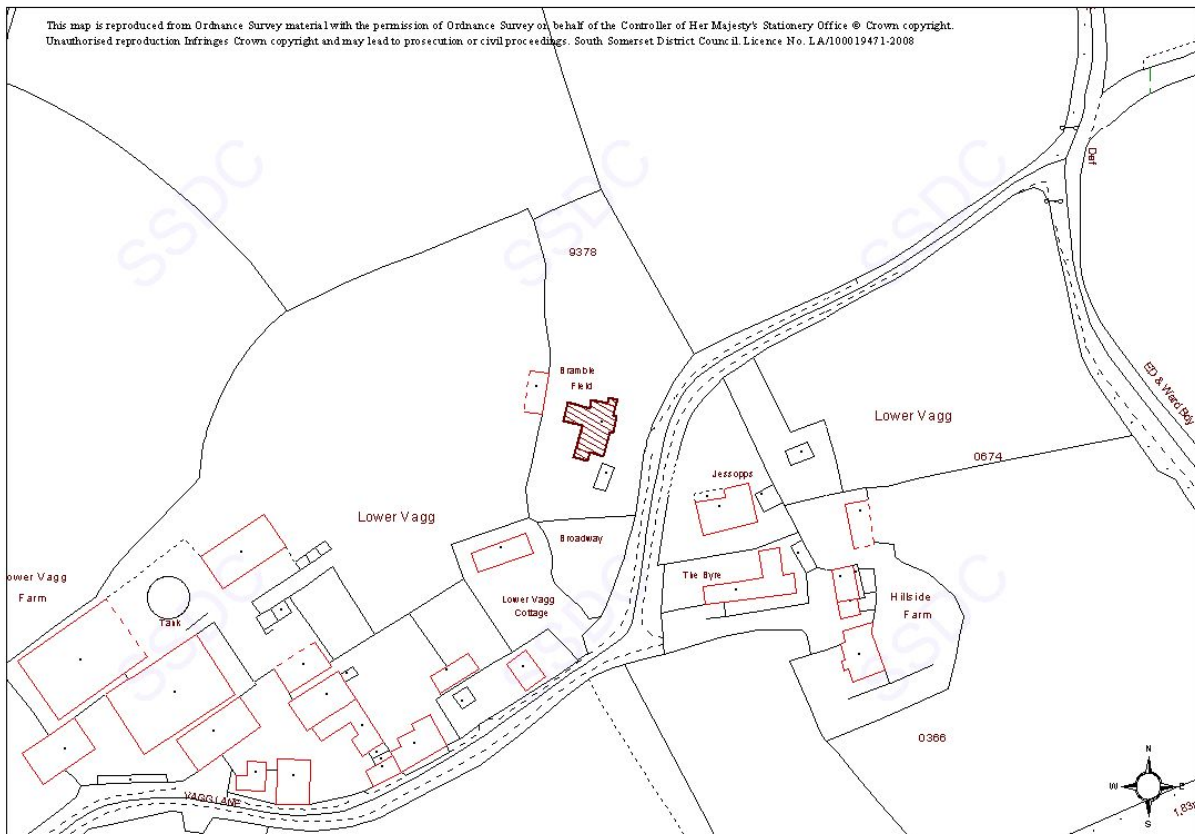 This map is reproduced from Ordnance Survey material with the permission of Ordnance Survey on behalf of the Controller of Her Majesty's Stationery Office © Crown copyright.
Unauthorised reproduction infringes Crown copyright and may lead to prosecution or civil proceedings. South Somerset District Council. Licence No. LA/100019471-2008
SSDC
SSDC
SSDC
Def
9378
Bramble
Field
ED & Ward Bdy
Lower Vagg
0674
Jessopps
Lower Vagg
Broadway
The Byre
ower Vagg
Farm
Tank
Lower Vagg
Cottage
Hillside
Farm
SSDC
SSDC
SSDC
0366
VAGG LANE
N
W
E
S
1.83m